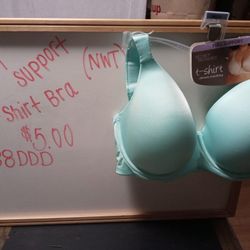 support (NWT)
Shirt Bra
$5.00
38DDD
t-shirt